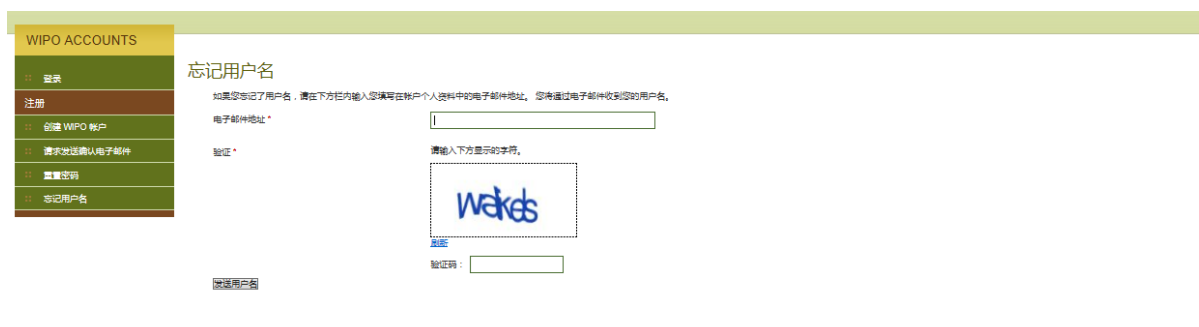 WIPO ACCOUNTS
登录
注册
创建 WIPO 帐户
请求发送确认电子邮件
重置密码
忘记用户名
忘记用户名
如果您忘记了用户名，请在下方栏内输入您填写在帐户个人资料中的电子邮件地址。 您将通过电子邮件收到您的用户名。
电子邮件地址 *
验证 *
请输入下方显示的字符。
刷新
验证码：
发送用户名